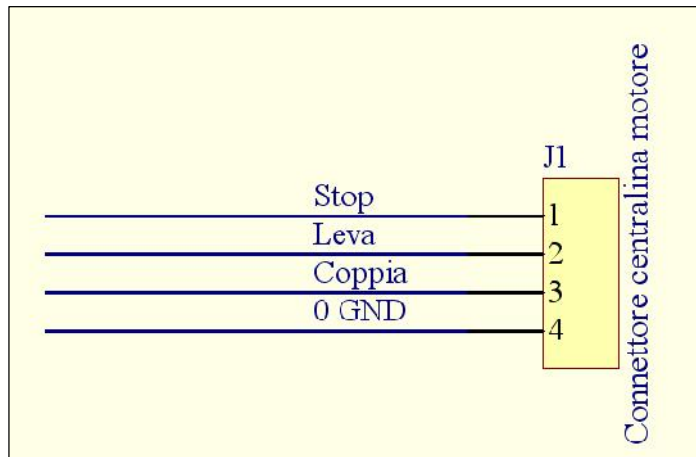 J1
Stop
1
Leva
2
Coppia
3
0 GND
4
Connettore centralina motore